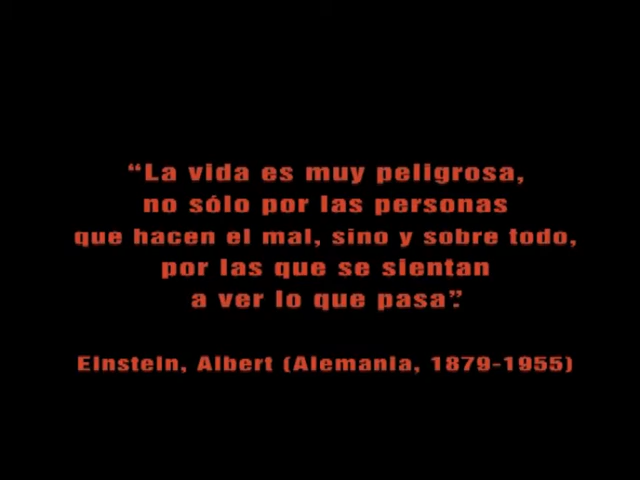 “La vida es muy peligrosa,
no sólo por las personas
que hacen el mal, sino y sobre todo,
por las que se sientan
a ver lo que pasa”.
Einstein, Albert (Alemania, 1879-1955)